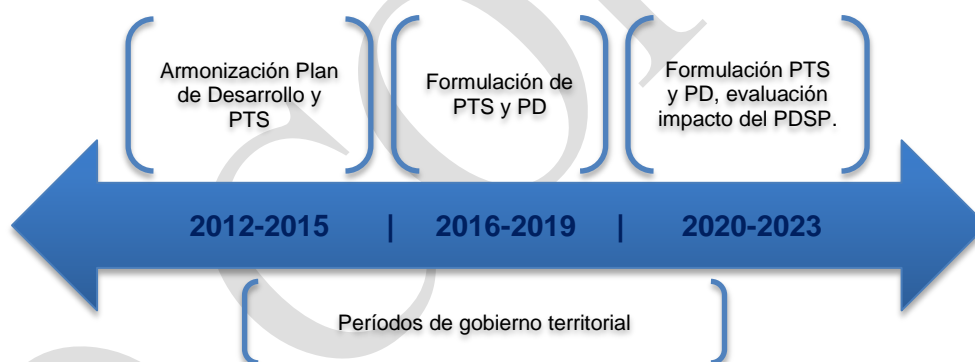 Armonización Plan
de Desarrollo y
PTS
Formulación de
PTS y PD
Formulación PTS
y PD, evaluación
impacto del PDSP.
2012-2015 | 2016-2019 | 2020-2023
Períodos de gobierno territorial